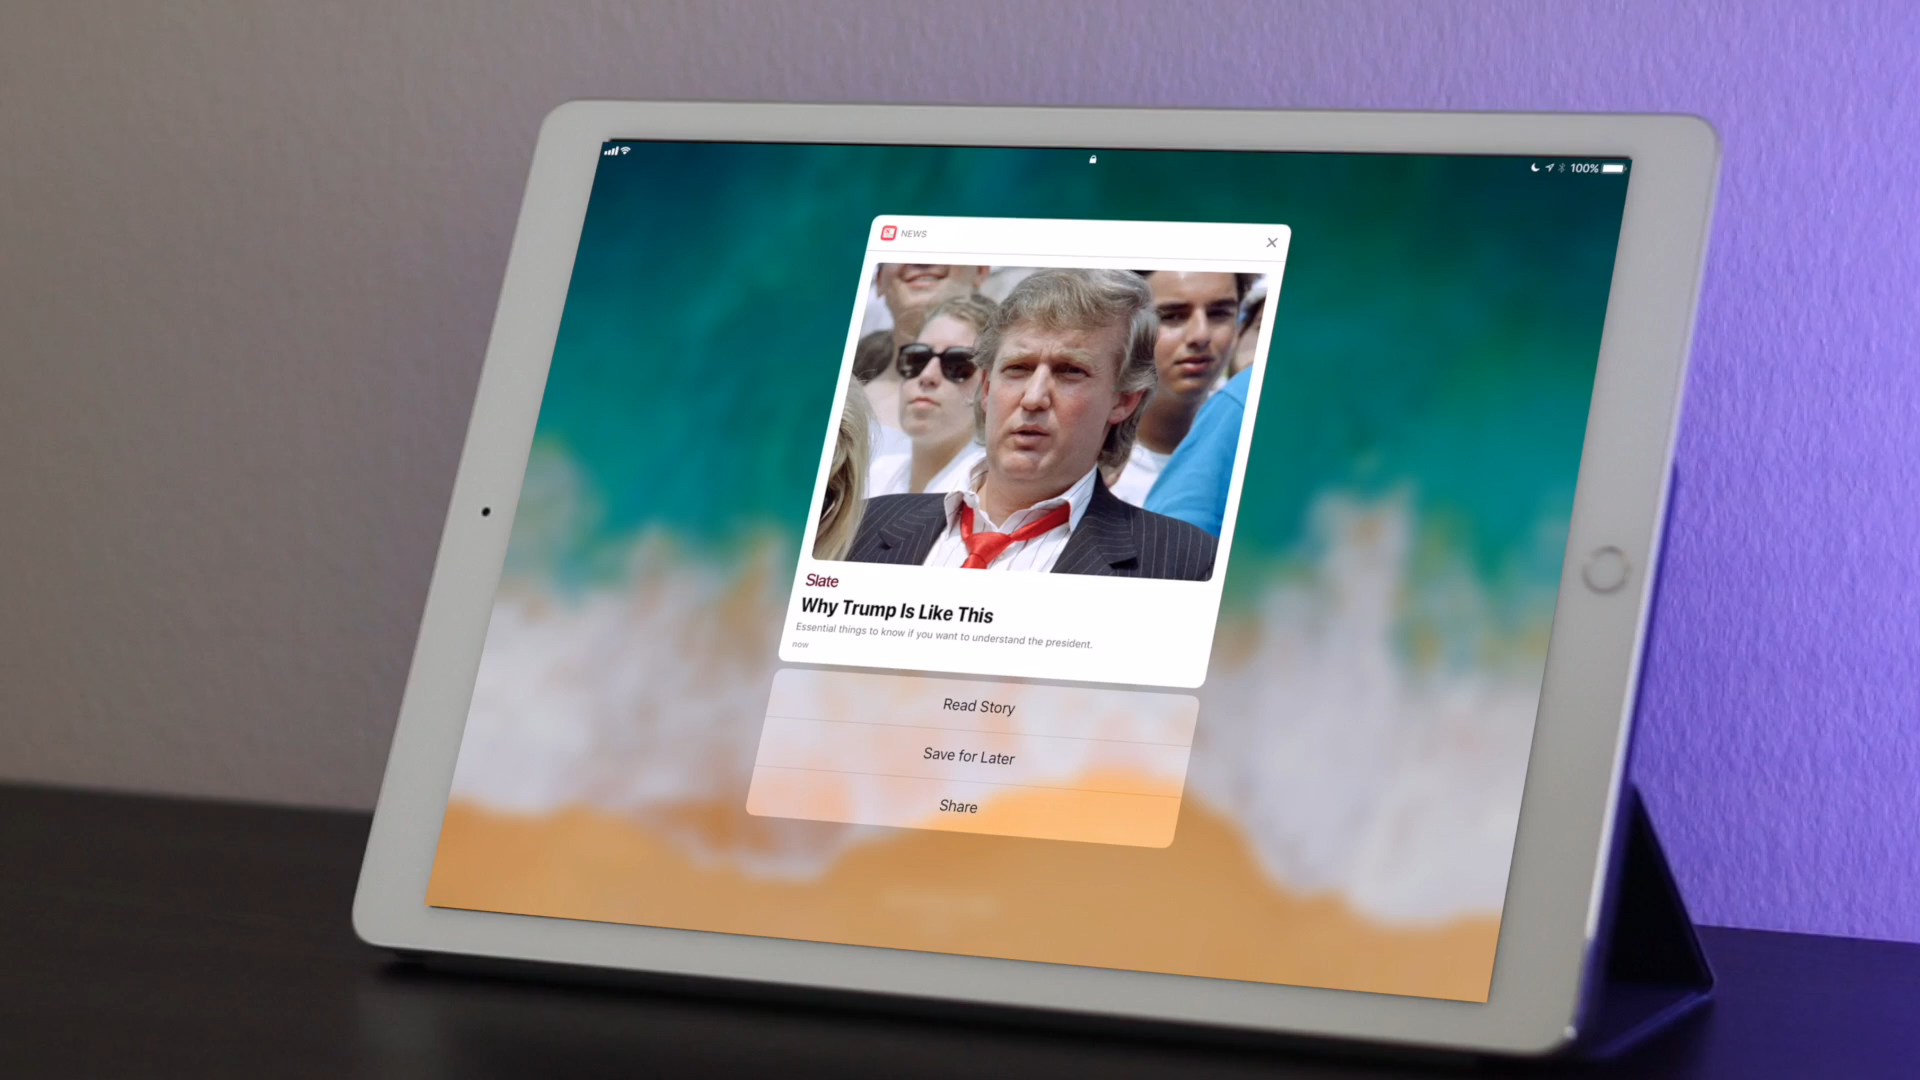 100%
NEWS
Slate
Why Trump Is Like This
Essential things to know if you want to understand the president.
now
Read Story
Save for Later
Share